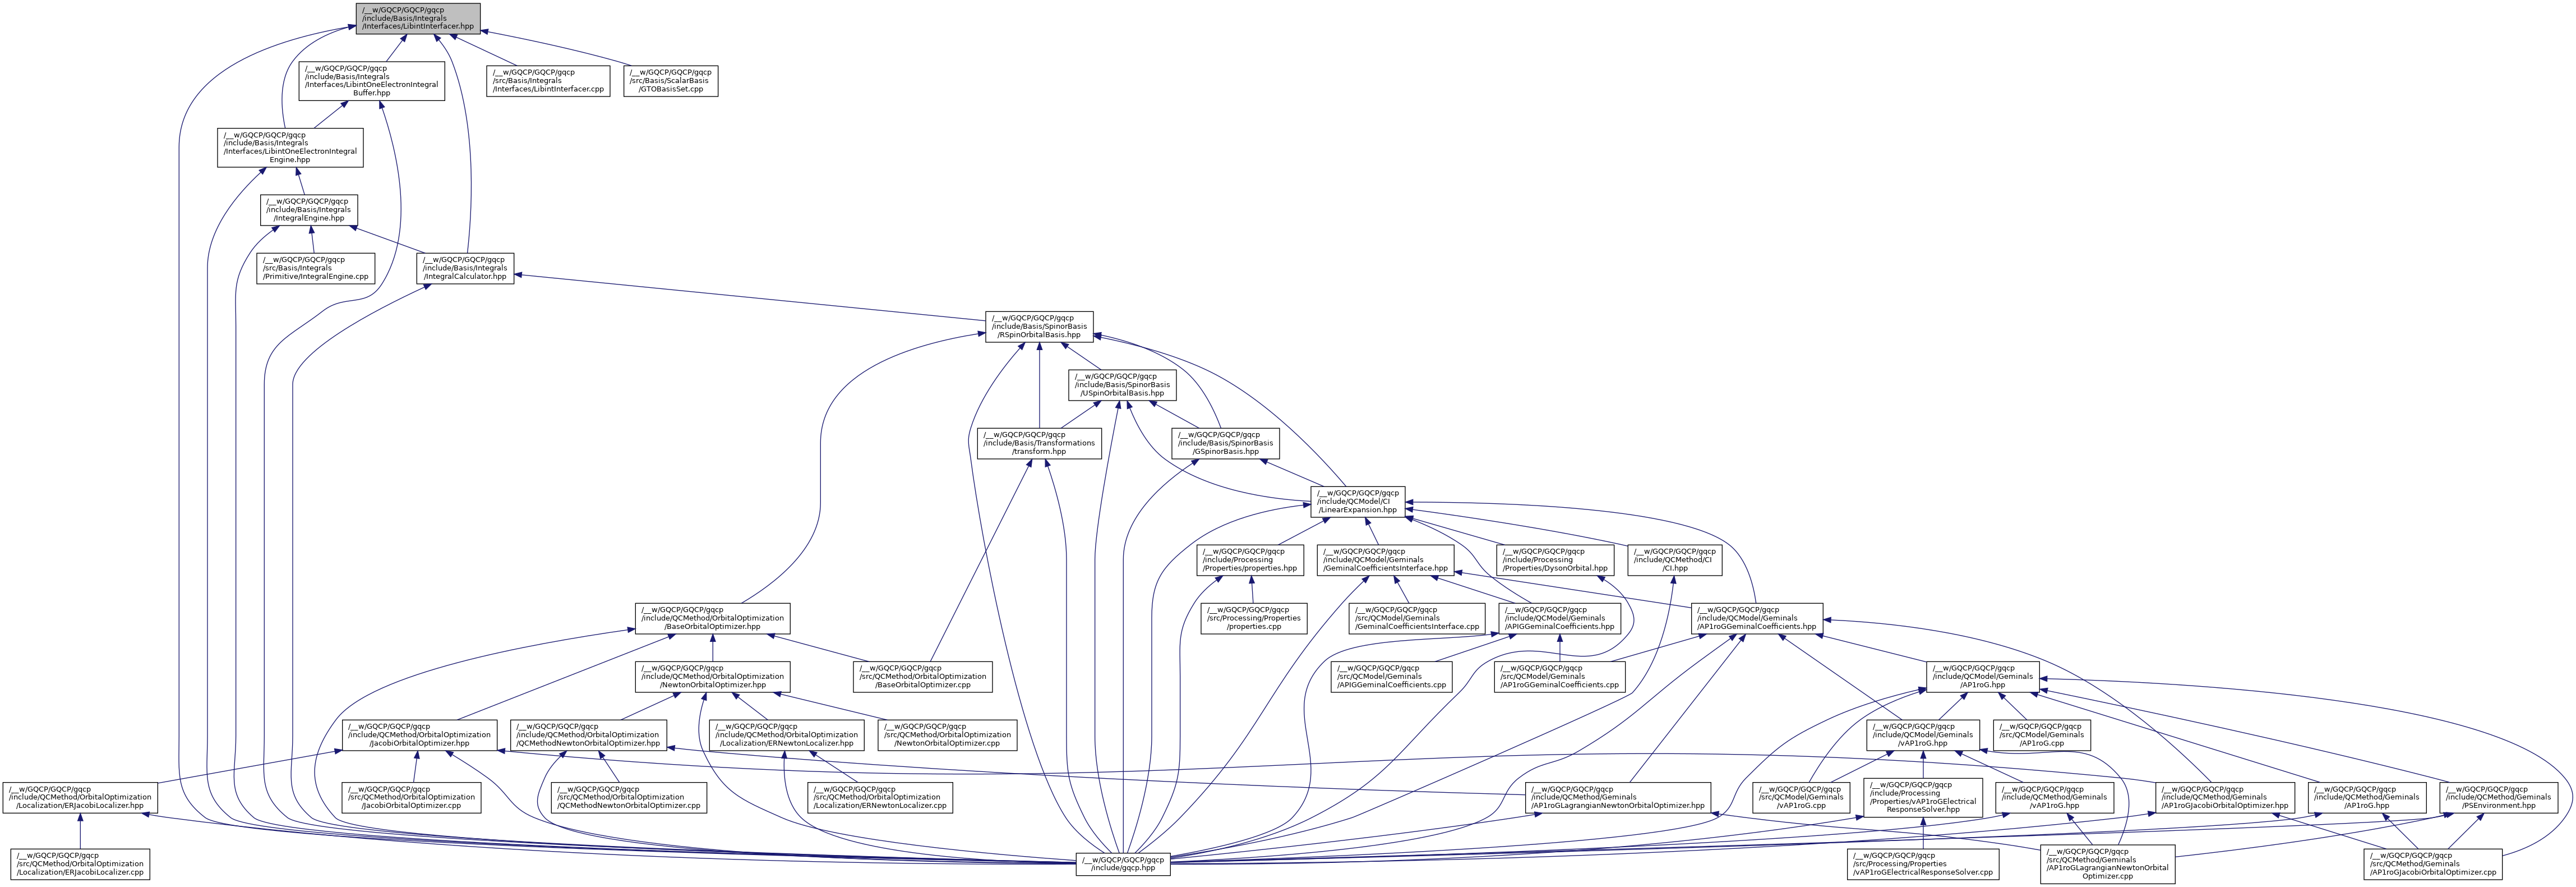 /__w/GQCP/GQCP/gqcp
/include/Basis/Integrals
/Interfaces/LibintInterfacer.hpp
/__w/GQCP/GQCP/gqcp
/include/Basis/Integrals
/Interfaces/LibintOneElectronIntegral
Buffer.hpp
/__w/GQCP/GQCP/gqcp
/src/Basis/Integrals
/Interfaces/LibintInterfacer.cpp
/__w/GQCP/GQCP/gqcp
/src/Basis/ScalarBasis
/GTOBasisSet.cpp
/__w/GQCP/GQCP/gqcp
/include/Basis/Integrals
/Interfaces/LibintOneElectronIntegral
Engine.hpp
/__w/GQCP/GQCP/gqcp
/include/Basis/Integrals
/IntegralEngine.hpp
/__w/GQCP/GQCP/gqcp
/src/Basis/Integrals
/Primitive/IntegralEngine.cpp
/__w/GQCP/GQCP/gqcp
/include/Basis/Integrals
/IntegralCalculator.hpp
/__w/GQCP/GQCP/gqcp
/include/Basis/SpinorBasis
/RSpinOrbitalBasis.hpp
/__w/GQCP/GQCP/gqcp
/include/Basis/SpinorBasis
/USpinOrbitalBasis.hpp
/__w/GQCP/GQCP/gqcp
/include/Basis/Transformations
/transform.hpp
/__w/GQCP/GQCP/gqcp
/include/Basis/SpinorBasis
/GSpinorBasis.hpp
/__w/GQCP/GQCP/gqcp
/include/QCModel/CI
/LinearExpansion.hpp
/__w/GQCP/GQCP/gqcp
/include/Processing
/Properties/properties.hpp
/__w/GQCP/GQCP/gqcp
/include/QCModel/Geminals
/GeminalCoefficientsInterface.hpp
/__w/GQCP/GQCP/gqcp
/include/Processing
/Properties/DysonOrbital.hpp
/__w/GQCP/GQCP/gqcp
/include/QCMethod/CI
/CI.hpp
/__w/GQCP/GQCP/gqcp
/include/QCMethod/OrbitalOptimization
/BaseOrbitalOptimizer.hpp
/__w/GQCP/GQCP/gqcp
/src/Processing/Properties
/properties.cpp
/__w/GQCP/GQCP/gqcp
/src/QCModel/Geminals
/GeminalCoefficientsInterface.cpp
/__w/GQCP/GQCP/gqcp
/include/QCModel/Geminals
/APIGGeminalCoefficients.hpp
/__w/GQCP/GQCP/gqcp
/include/QCModel/Geminals
/AP1roGGeminalCoefficients.hpp
/__w/GQCP/GQCP/gqcp
/include/QCMethod/OrbitalOptimization
/NewtonOrbitalOptimizer.hpp
/__w/GQCP/GQCP/gqcp
/src/QCMethod/OrbitalOptimization
/BaseOrbitalOptimizer.cpp
/__w/GQCP/GQCP/gqcp
/src/QCModel/Geminals
/APIGGeminalCoefficients.cpp
/__w/GQCP/GQCP/gqcp
/src/QCModel/Geminals
/AP1roGGeminalCoefficients.cpp
/__w/GQCP/GQCP/gqcp
/include/QCModel/Geminals
/AP1roG.hpp
/__w/GQCP/GQCP/gqcp
/include/QCMethod/OrbitalOptimization
/JacobiOrbitalOptimizer.hpp
/__w/GQCP/GQCP/gqcp
/include/QCMethod/OrbitalOptimization
/QCMethodNewtonOrbitalOptimizer.hpp
/__w/GQCP/GQCP/gqcp
/include/QCMethod/OrbitalOptimization
/Localization/ERNewtonLocalizer.hpp
/__w/GQCP/GQCP/gqcp
/src/QCMethod/OrbitalOptimization
/NewtonOrbitalOptimizer.cpp
/__w/GQCP/GQCP/gqcp
/include/QCModel/Geminals
/vAP1roG.hpp
/__w/GQCP/GQCP/gqcp
/src/QCModel/Geminals
/AP1roG.cpp
/__w/GQCP/GQCP/gqcp
/include/QCMethod/OrbitalOptimization
/Localization/ERJacobiLocalizer.hpp
/__w/GQCP/GQCP/gqcp
/src/QCMethod/OrbitalOptimization
/JacobiOrbitalOptimizer.cpp
/__w/GQCP/GQCP/gqcp
/src/QCMethod/OrbitalOptimization
/QCMethodNewtonOrbitalOptimizer.cpp
/__w/GQCP/GQCP/gqcp
/src/QCMethod/OrbitalOptimization
/Localization/ERNewtonLocalizer.cpp
/__w/GQCP/GQCP/gqcp
/include/QCMethod/Geminals
/AP1roGLagrangianNewtonOrbitalOptimizer.hpp
/__w/GQCP/GQCP/gqcp
/src/QCModel/Geminals
/vAP1roG.cpp
/__w/GQCP/GQCP/gqcp
/include/Processing
/Properties/vAP1roGElectrical
ResponseSolver.hpp
/__w/GQCP/GQCP/gqcp
/include/QCMethod/Geminals
/vAP1roG.hpp
/__w/GQCP/GQCP/gqcp
/include/QCMethod/Geminals
/AP1roGJacobiOrbitalOptimizer.hpp
/__w/GQCP/GQCP/gqcp
/include/QCMethod/Geminals
/AP1roG.hpp
/__w/GQCP/GQCP/gqcp
/include/QCMethod/Geminals
/PSEnvironment.hpp
/__w/GQCP/GQCP/gqcp
/src/QCMethod/OrbitalOptimization
/Localization/ERJacobiLocalizer.cpp
/__w/GQCP/GQCP/gqcp
/include/gqcp.hpp
/__w/GQCP/GQCP/gqcp
/src/Processing/Properties
/vAP1roGElectricalResponseSolver.cpp
/__w/GQCP/GQCP/gqcp
/src/QCMethod/Geminals
/AP1roGLagrangianNewtonOrbital
Optimizer.cpp
/__w/GQCP/GQCP/gqcp
/src/QCMethod/Geminals
/AP1roGJacobiOrbitalOptimizer.cpp